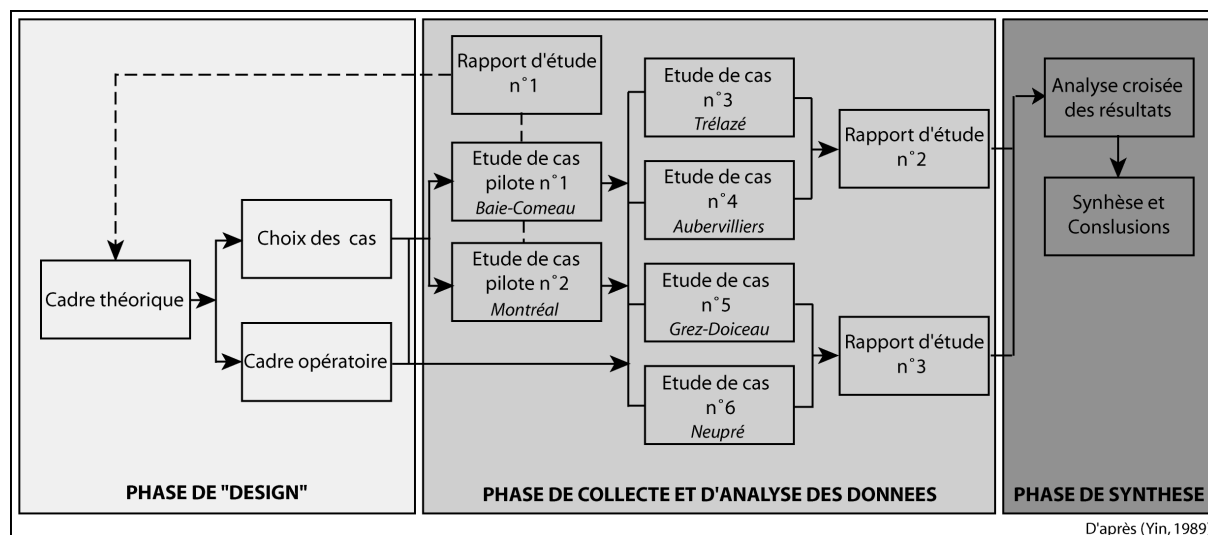 Cadre théorique
Choix des cas
Cadre opératoire
PHASE DE "DESIGN"
Rapport d'étude
n°1
Etude de cas
pilote n°1
Baie-Comeau
Etude de cas
pilote n°2
Montréal
Etude de cas
n°3
Trélazé
Etude de cas
n°4
Aubervilliers
Etude de cas
n°5
Grez-Doiceau
Etude de cas
n°6
Neupré
Rapport d'étude
n°2
Rapport d'étude
n°3
PHASE DE COLLECTE ET D'ANALYSE DES DONNEES
Analyse croisée
des résultats
Synhèse et
Conslusions
PHASE DE SYNTHESE
D'après (Yin, 1989)